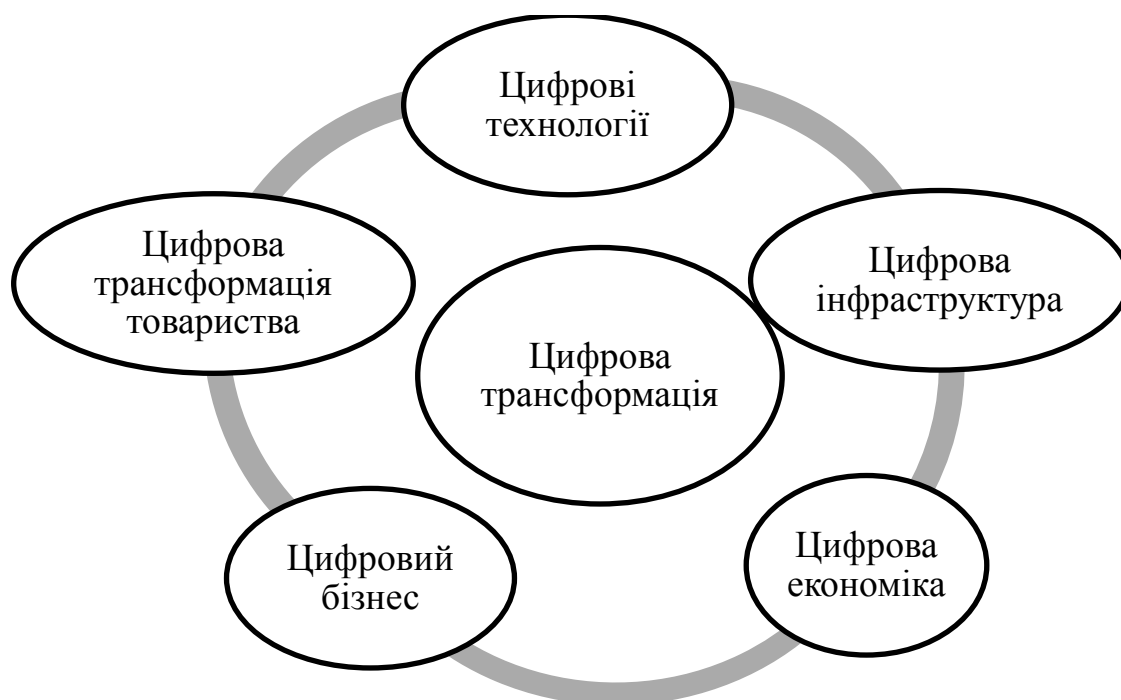 Цифрові
технології
Цифрова
трансформація
товариства
Цифрова
інфраструктура
Цифрова
трансформація
Цифровий
бізнес
Цифрова
економіка